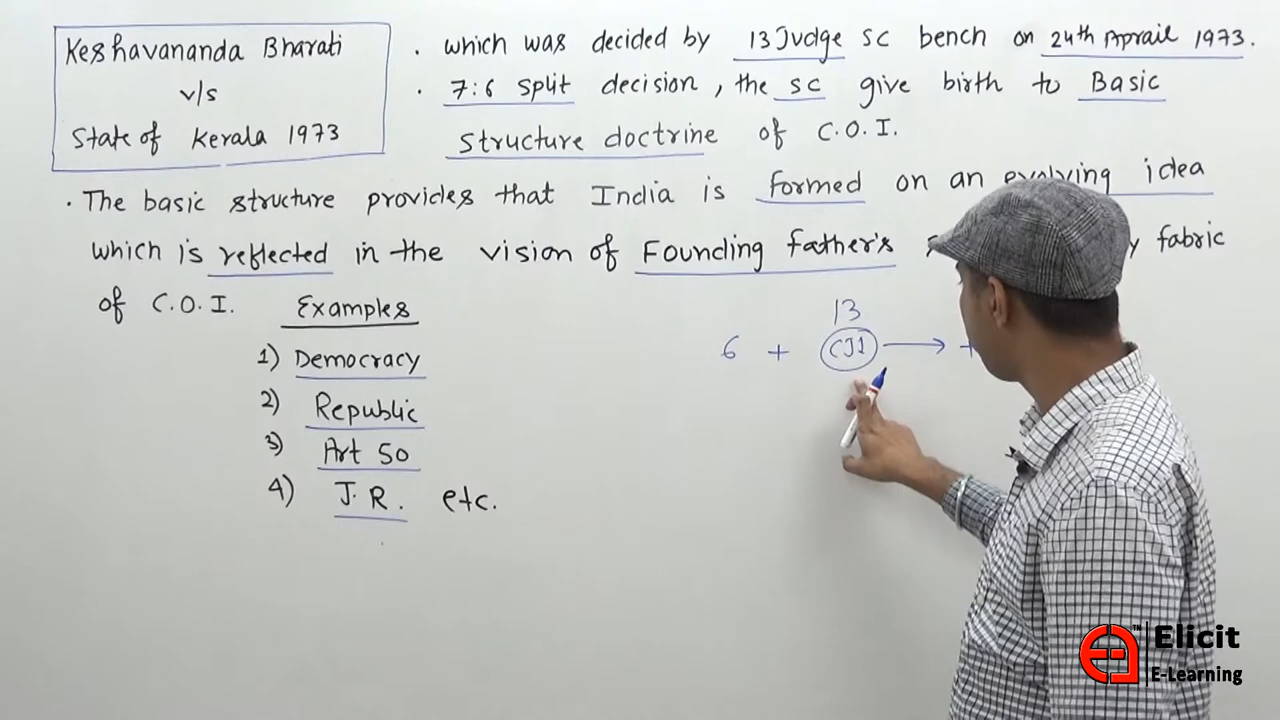 Keshavananda Bharati
v/s
State of Kerala 1973
. which was decided by 13 Judge SC bench on 24th Aprail 1973.
. 7:6 split decision, the SC give birth to Basic
Structure doctrine of C.O.I.
. The basic structure provides that India is formed on an evolving idea
which is reflected in the vision of Founding father's fabric
of C.O.I. Examples
1) Democracy
2) Republic
3) Art 50
4) J.R. etc.
13
6 + CJI → +
Elicit
E-Learning
TM